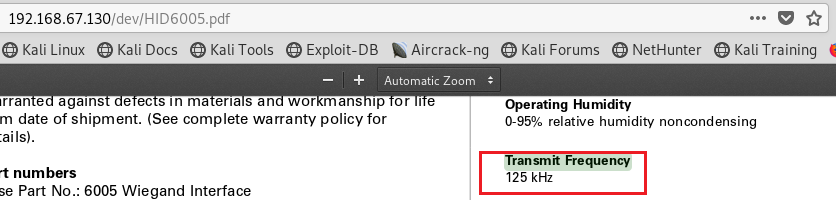 192.168.67.130/dev/HID6005.pdf
Kali Linux Kali Docs Kali Tools Exploit-DB Aircrack-ng Kali Forums NetHunter Kali Training
Automatic Zoom
arranted against defects in materials and workmanship for life
m date of shipment. (See complete warranty policy for
tails).
rt numbers
se Part No.: 6005 Wiegand Interface
Operating Humidity
0-95% relative humidity noncondensing
Transmit Frequency
125 kHz